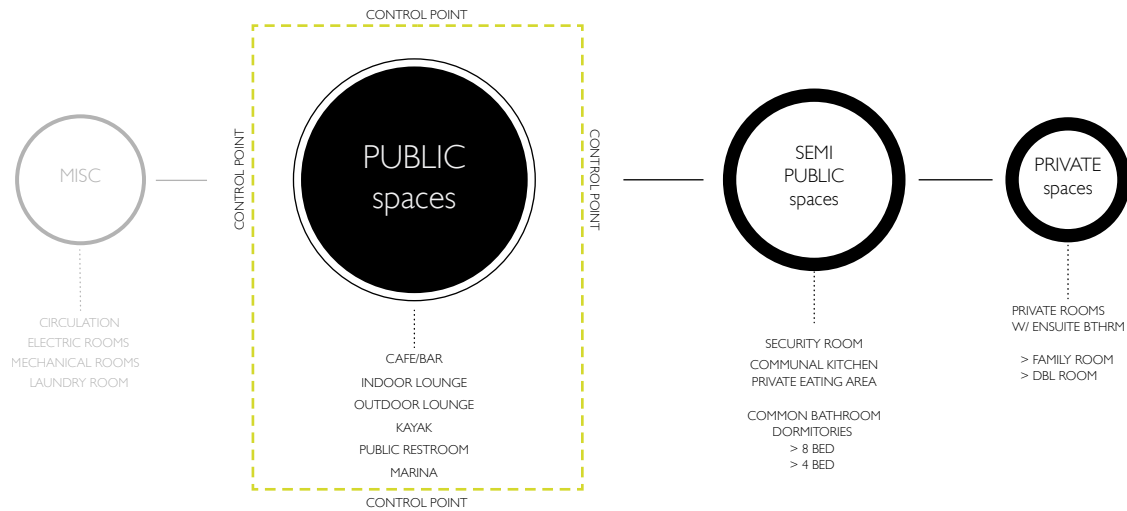 CONTROL POINT
MISC
CIRCULATION
ELECTRIC ROOMS
MECHANICAL ROOMS
LAUNDRY ROOM
CONTROL POINT
PUBLIC
spaces
CAFE/BAR
INDOOR LOUNGE
OUTDOOR LOUNGE
KAYAK
PUBLIC RESTROOM
MARINA
CONTROL POINT
CONTROL POINT
SEMI
PUBLIC
spaces
SECURITY ROOM
COMMUNAL KITCHEN
PRIVATE EATING AREA
COMMON BATHROOM
DORMITORIES
> 8 BED
> 4 BED
PRIVATE
spaces
PRIVATE ROOMS
W/ ENSUITE BTHRM
> FAMILY ROOM
> DBL ROOM